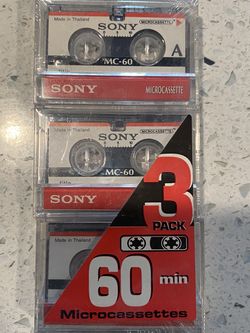 Made in Thailand
MICROCASSETTE
SONY
A
MC-60
SONY
MICROCASSETTE
Made in Thailand
MICROCASSETTE
SONY
MC-60
SONY
3
PACK
Made in Thailand
60 min
Microcassettes